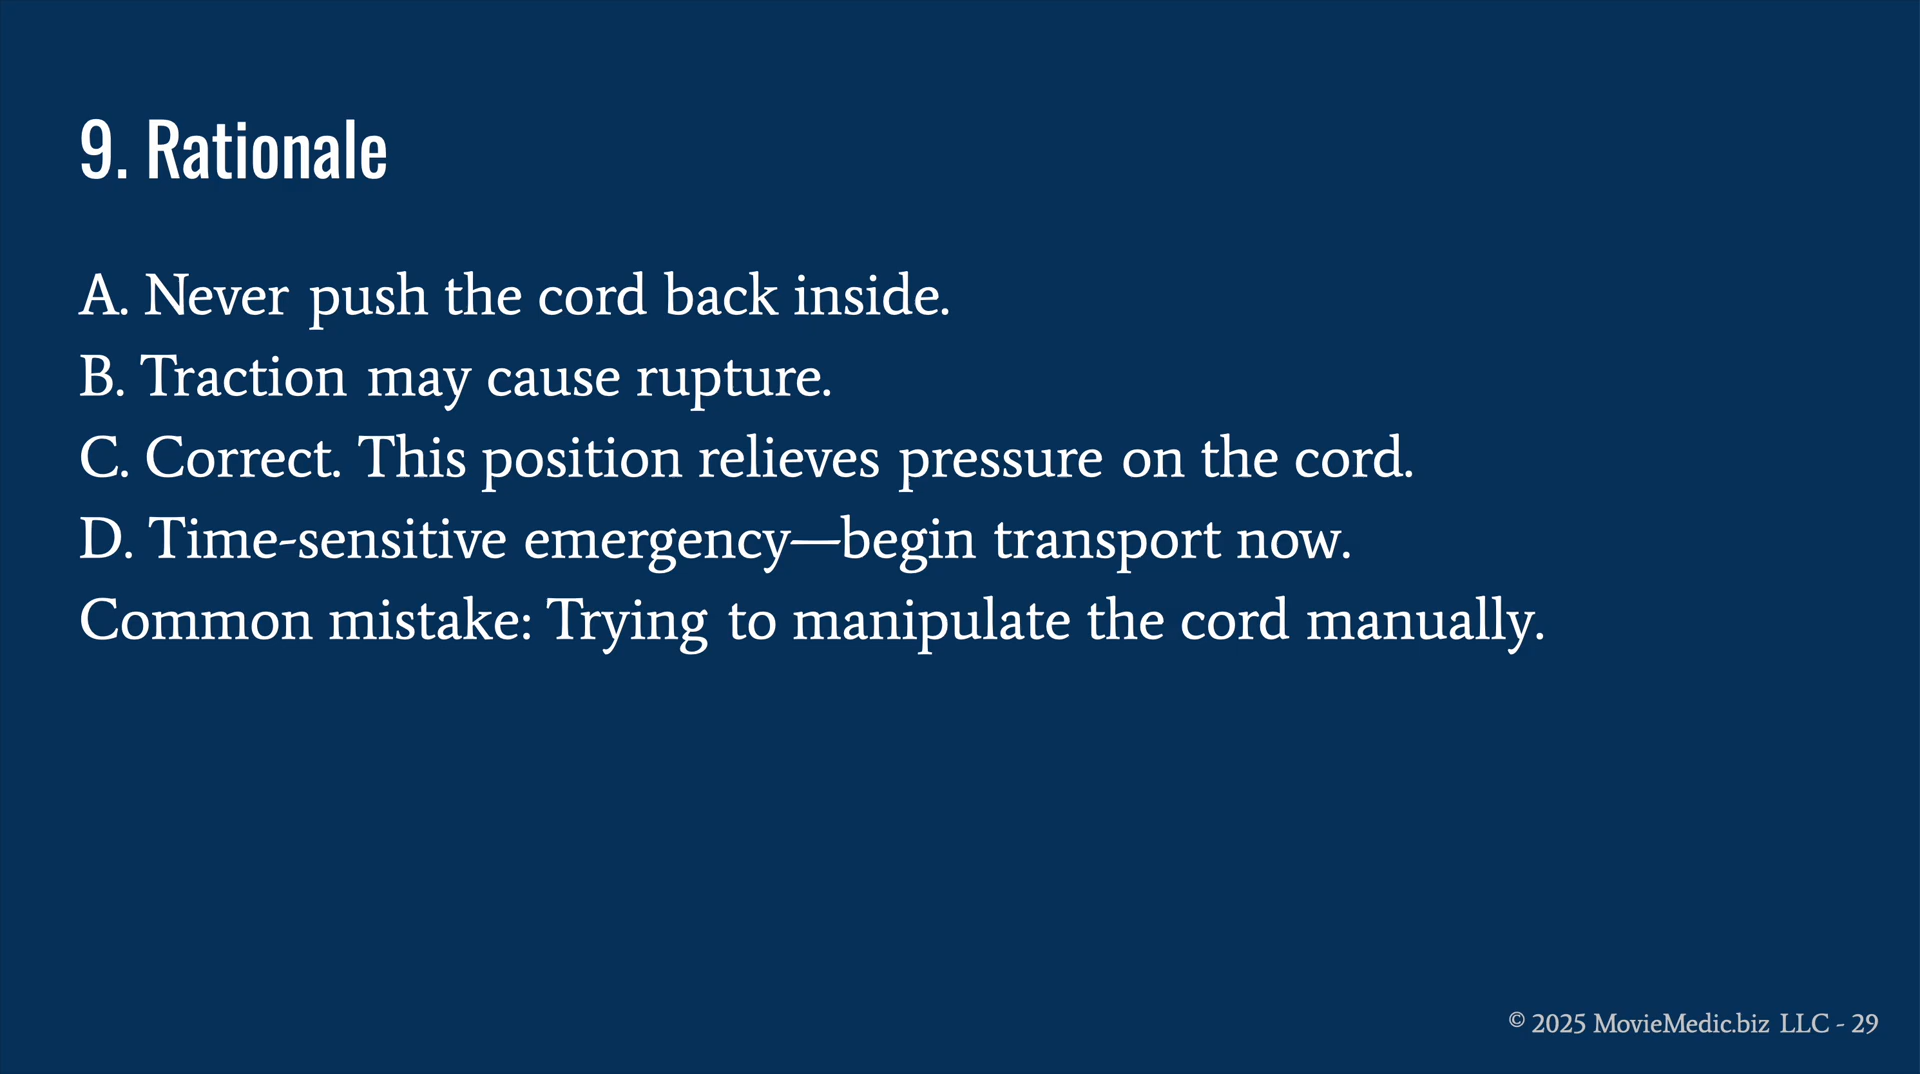 9. Rationale
A. Never push the cord back inside.
B. Traction may cause rupture.
C. Correct. This position relieves pressure on the cord.
D. Time-sensitive emergency—begin transport now.
Common mistake: Trying to manipulate the cord manually.
© 2025 MovieMedic.biz LLC - 29